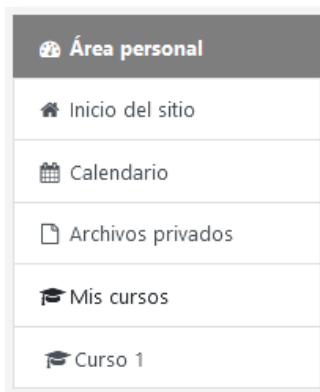 Área personal
Inicio del sitio
Calendario
Archivos privados
Mis cursos
Curso 1